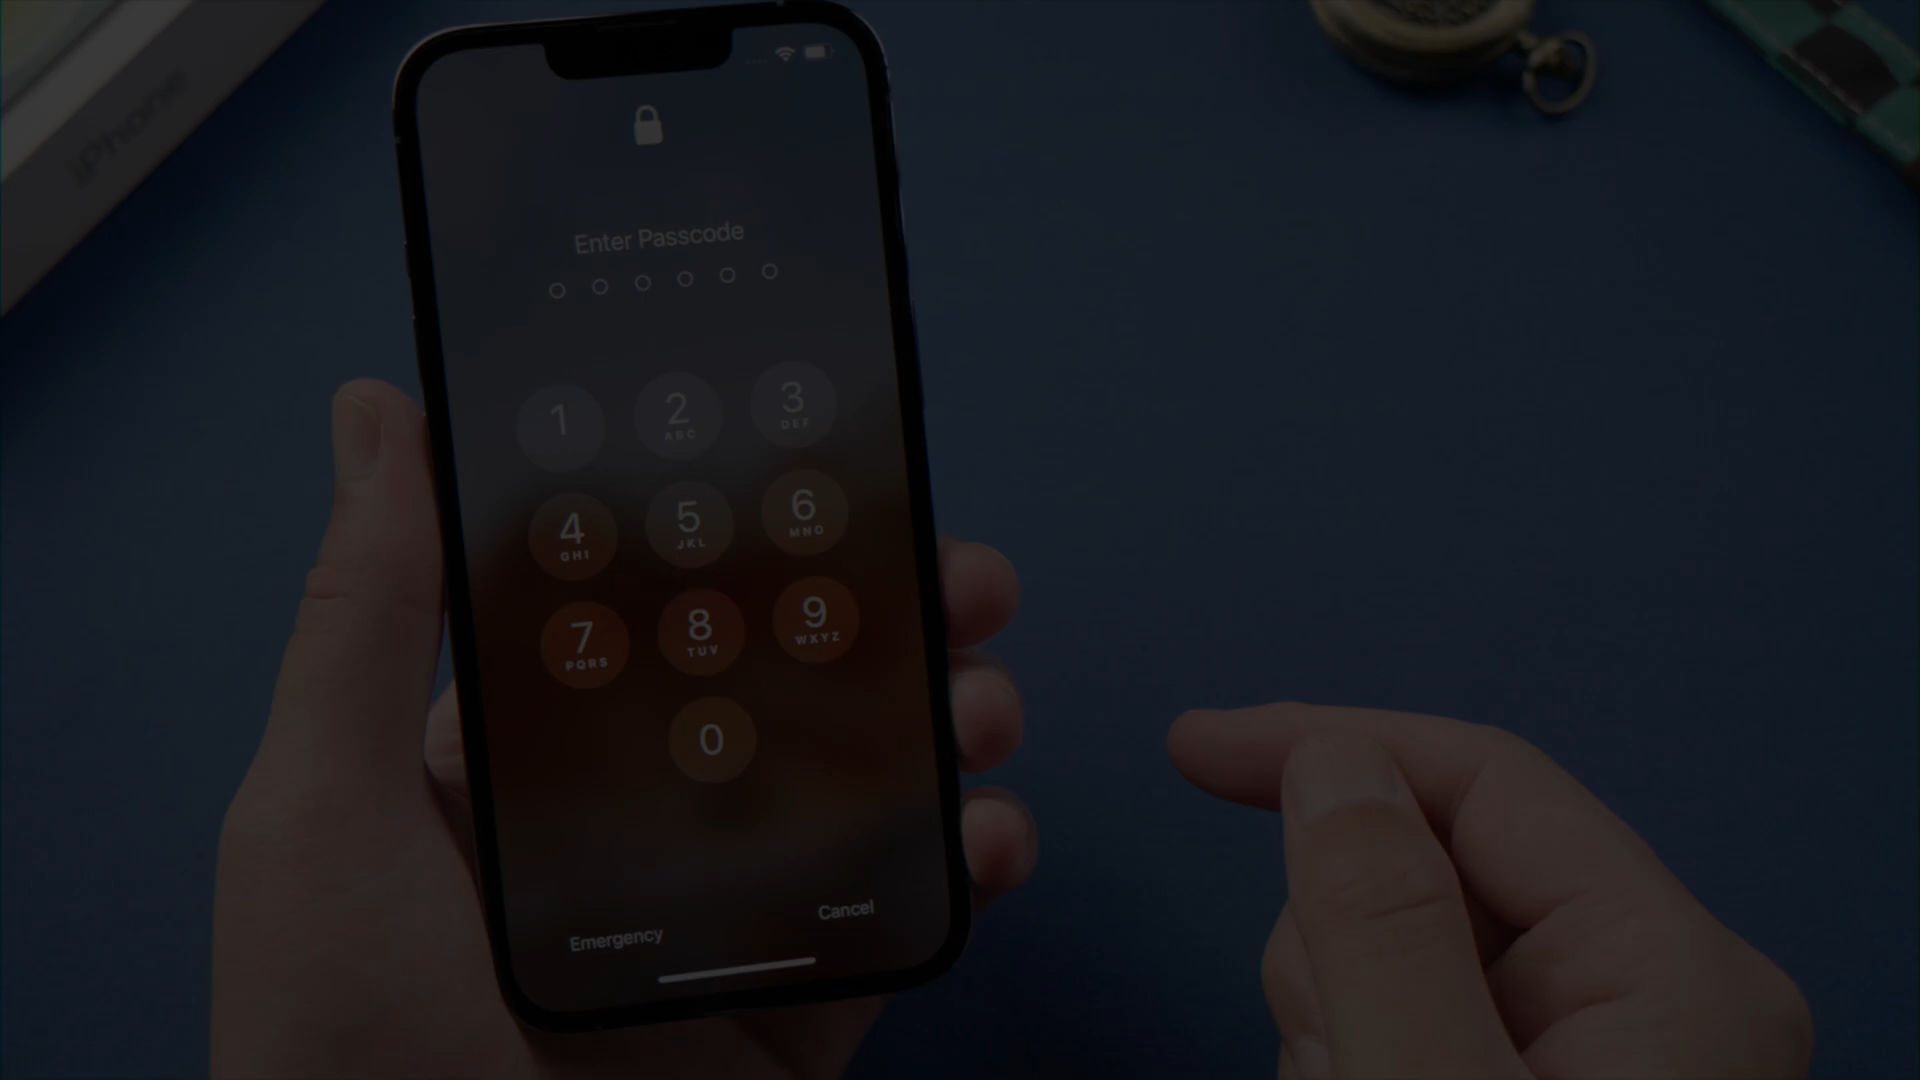 iPhone
Enter Passcode
1
2
ABC
3
DEF
4
GHI
5
JKL
6
MNO
7
PQRS
8
TUV
9
WXYZ
0
Emergency
Cancel